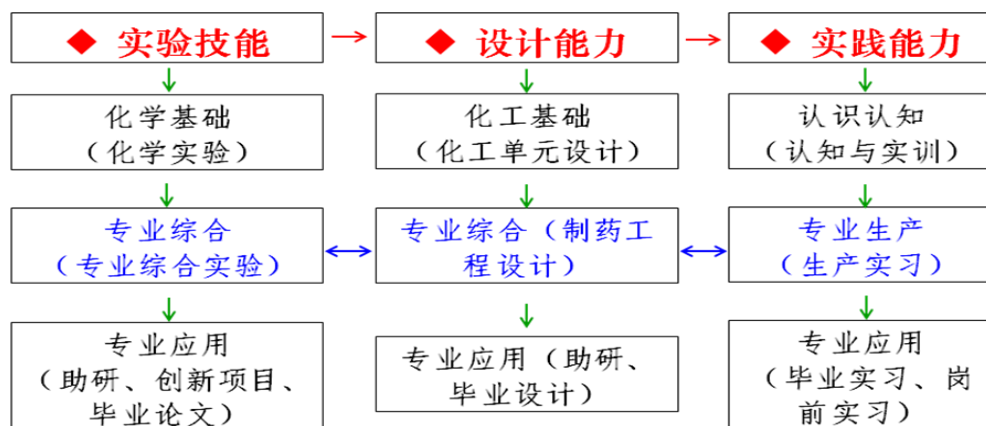 ◆ 实验技能
◆ 设计能力
◆ 实践能力
化学基础
（化学实验）
化工基础
（化工单元设计）
认识认知
（认知与实训）
专业综合
（专业综合实验）
专业综合（制药工
程设计）
专业生产
（生产实习）
专业应用
（助研、创新项目、
毕业论文）
专业应用（助研、
毕业设计）
专业应用
（毕业实习、岗
前实习）